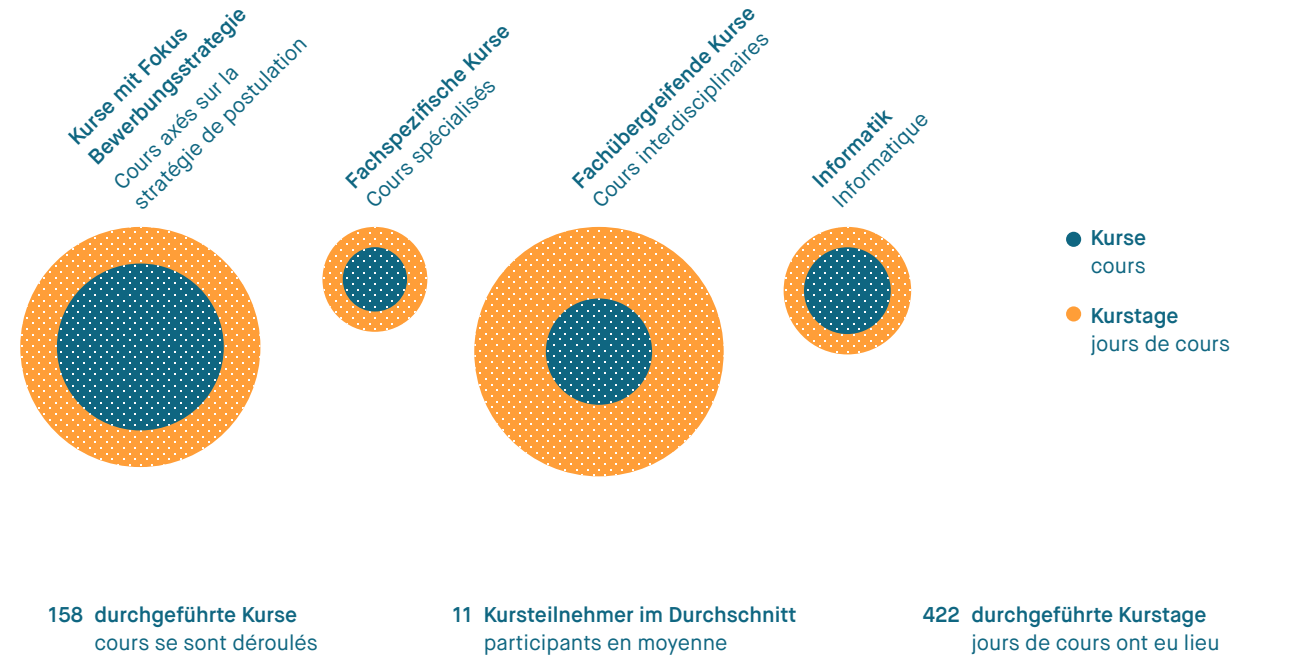 Kurse mit Fokus
Bewerbungsstrategie
Cours axés sur la
stratégie de postulation
Fachspezifische Kurse
Cours spécialisés
Fachübergreifende Kurse
Cours interdisciplinaires
Informatik
Informatique
Kurse
cours
Kurstage
jours de cours
158 durchgeführte Kurse
cours se sont déroulés
11 Kursteilnehmer im Durchschnitt
participants en moyenne
422 durchgeführte Kurstage
jours de cours ont eu lieu